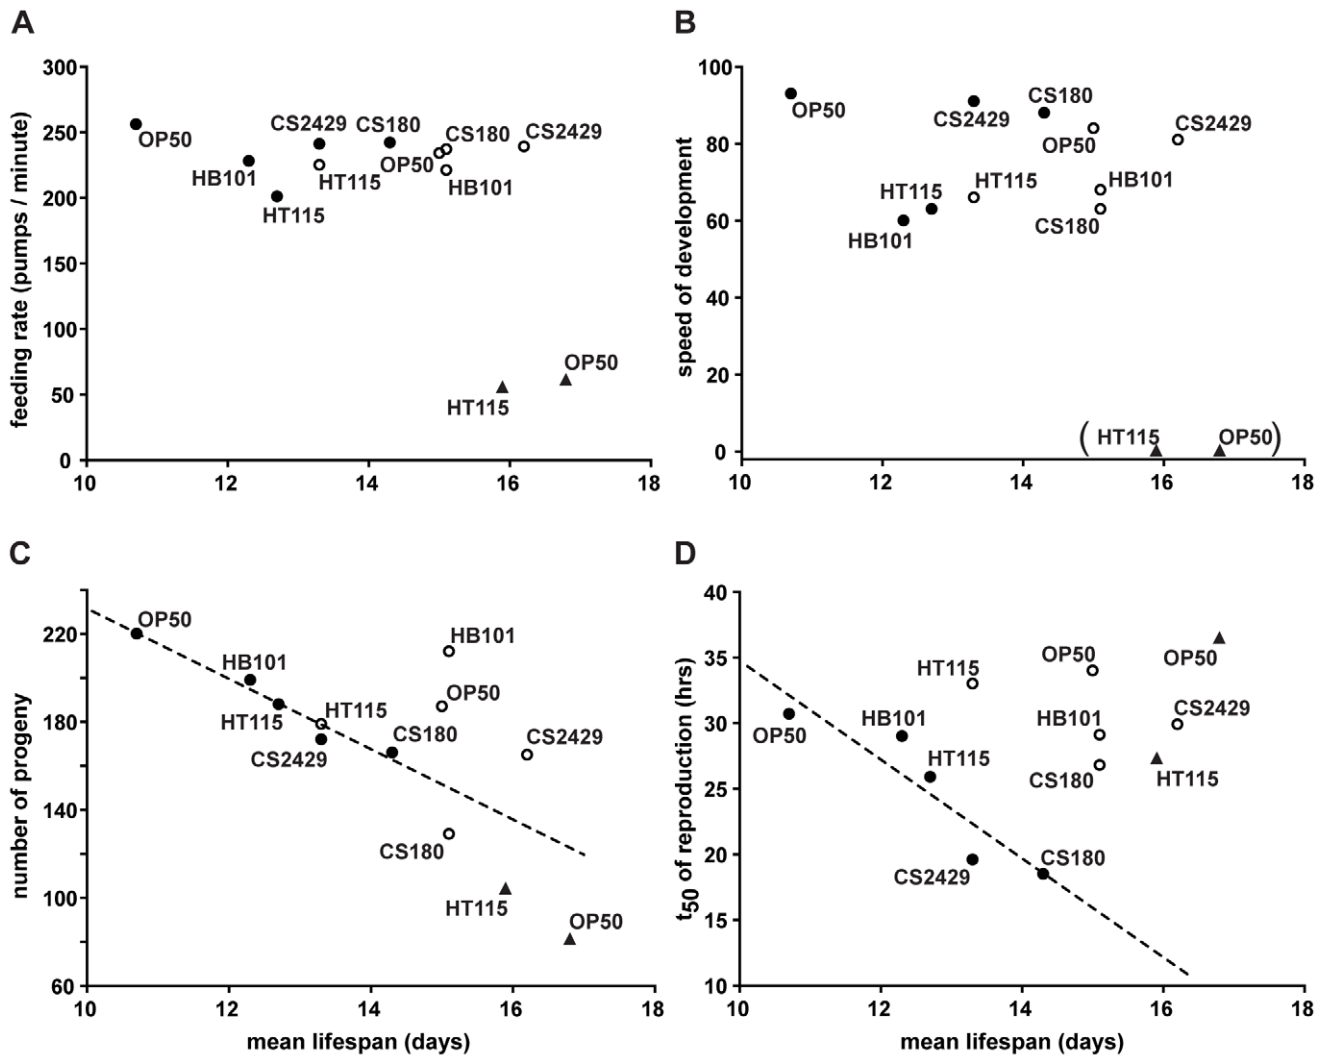 A
feeding rate (pumps / minute)
300
250
200
150
100
50
0
OP50
HB101
HT115
CS2429
HT115
CS180
OP50
CS180
HB101
CS2429
HT115
OP50
10
12
14
16
18
B
speed of development
100
80
60
40
20
0
OP50
HB101
HT115
CS2429
HT115
CS180
OP50
HB101
CS180
CS2429
( HT115
OP50)
10
12
14
16
18
C
number of progeny
220
180
140
100
60
OP50
HB101
HT115
HT115
CS2429
CS180
HB101
OP50
CS180
CS2429
HT115
OP50
10
12
14
16
18
mean lifespan (days)
D
t50 of reproduction (hrs)
40
35
30
25
20
15
10
OP50
HB101
HT115
HT115
CS2429
CS180
OP50
HB101
CS180
OP50
CS2429
HT115
10
12
14
16
18
mean lifespan (days)